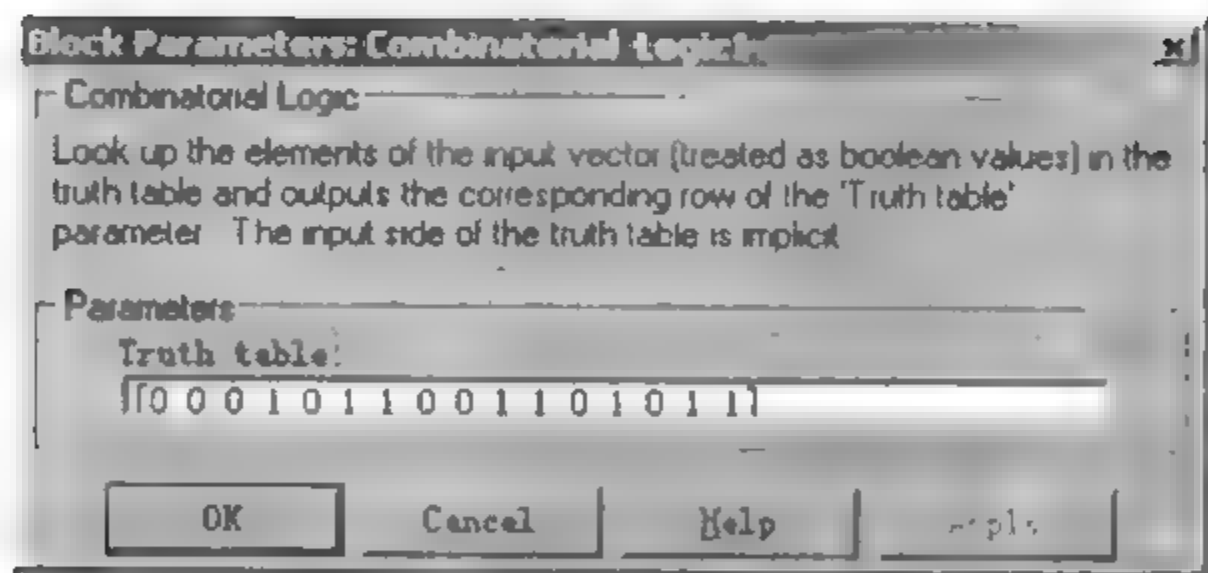 Block Parameters: Combinatorial Logic
Combinatorial Logic
Look up the elements of the input vector (treated as boolean values) in the
truth table and outputs the corresponding row of the 'Truth table'
parameter The input side of the truth table is implicit
Parameters
Truth table:
[0 0 0 1 0 1 1 0 0 1 1 0 1 0 1 1]
OK
Cancel
Help
Apply